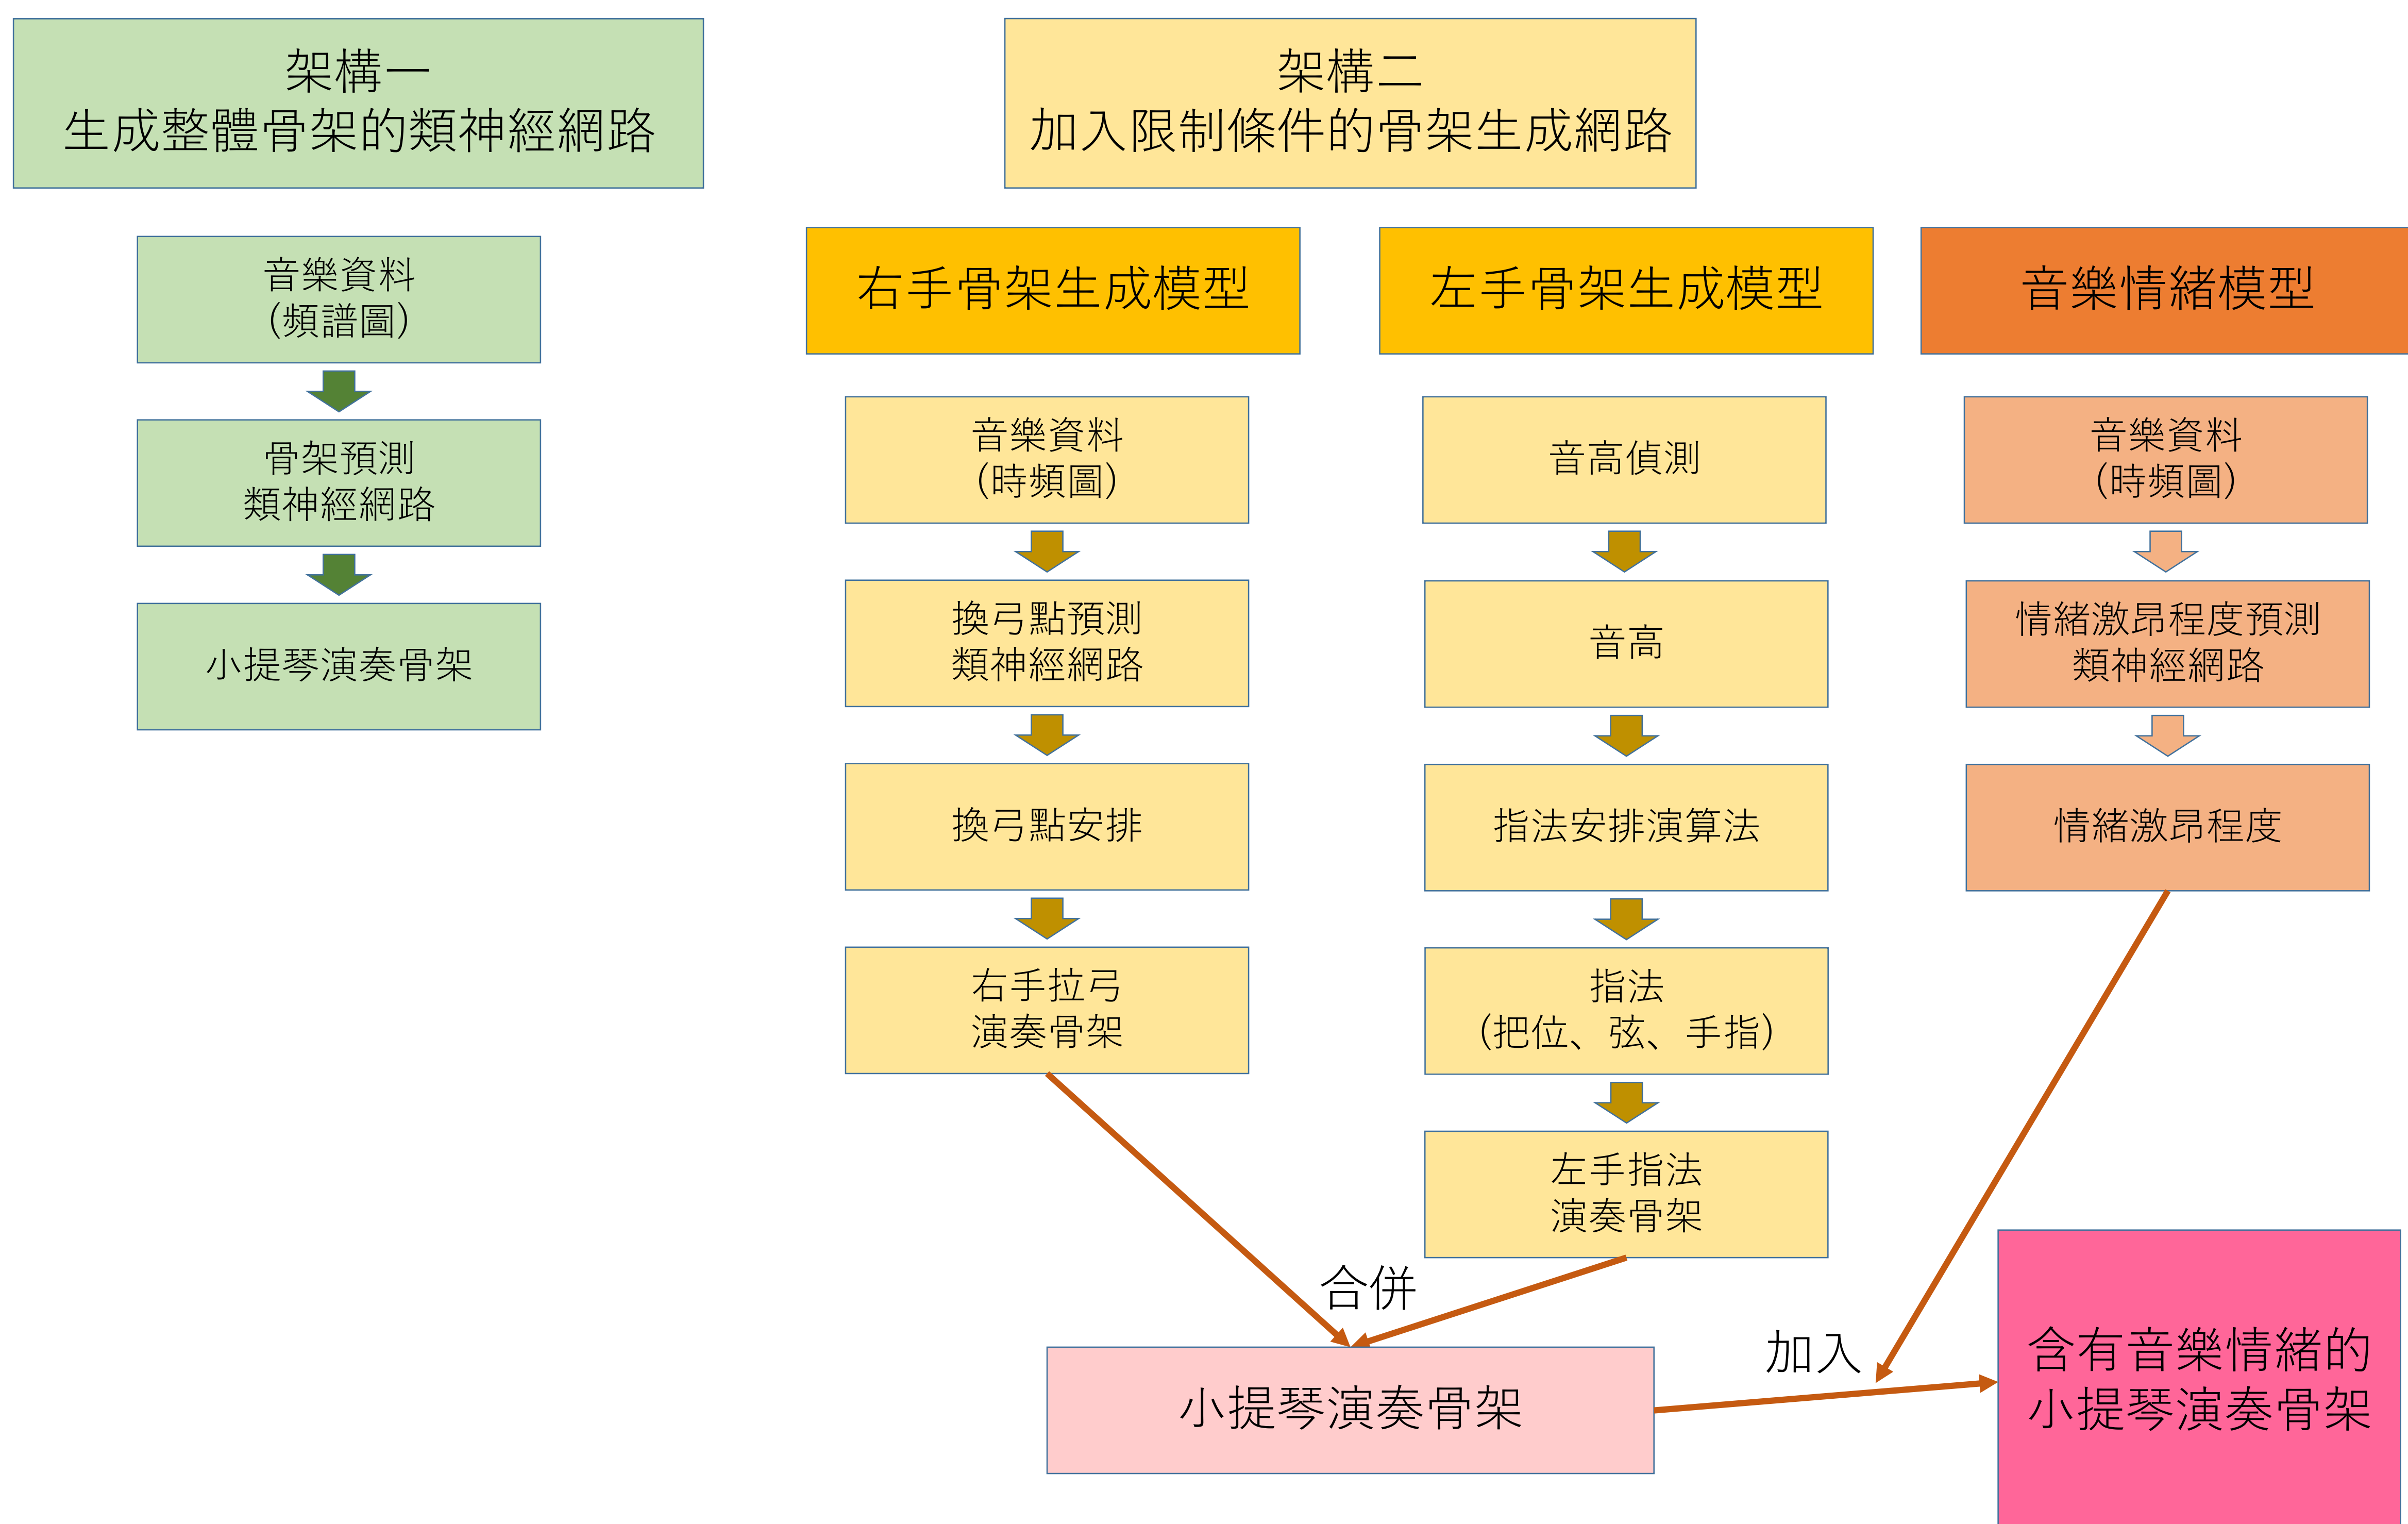 架構一
生成整體骨架的類神經網路
音樂資料
(頻譜圖)
骨架預測
類神經網路
小提琴演奏骨架
架構二
加入限制條件的骨架生成網路
右手骨架生成模型
音樂資料
(時頻圖)
換弓點預測
類神經網路
換弓點安排
右手拉弓
演奏骨架
左手骨架生成模型
音高偵測
音高
指法安排演算法
指法
(把位、弦、手指)
左手指法
演奏骨架
音樂情緒模型
音樂資料
(時頻圖)
情緒激昂程度預測
類神經網路
情緒激昂程度
合併
小提琴演奏骨架
加入
含有音樂情緒的
小提琴演奏骨架